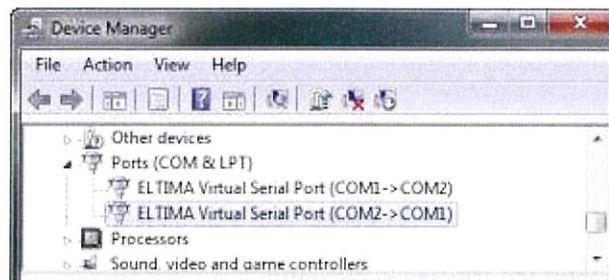 Device Manager
File Action View Help
Other devices
Ports (COM & LPT)
ELTIMA Virtual Serial Port (COM1->COM2)
ELTIMA Virtual Serial Port (COM2->COM1)
Processors
Sound, video and game controllers